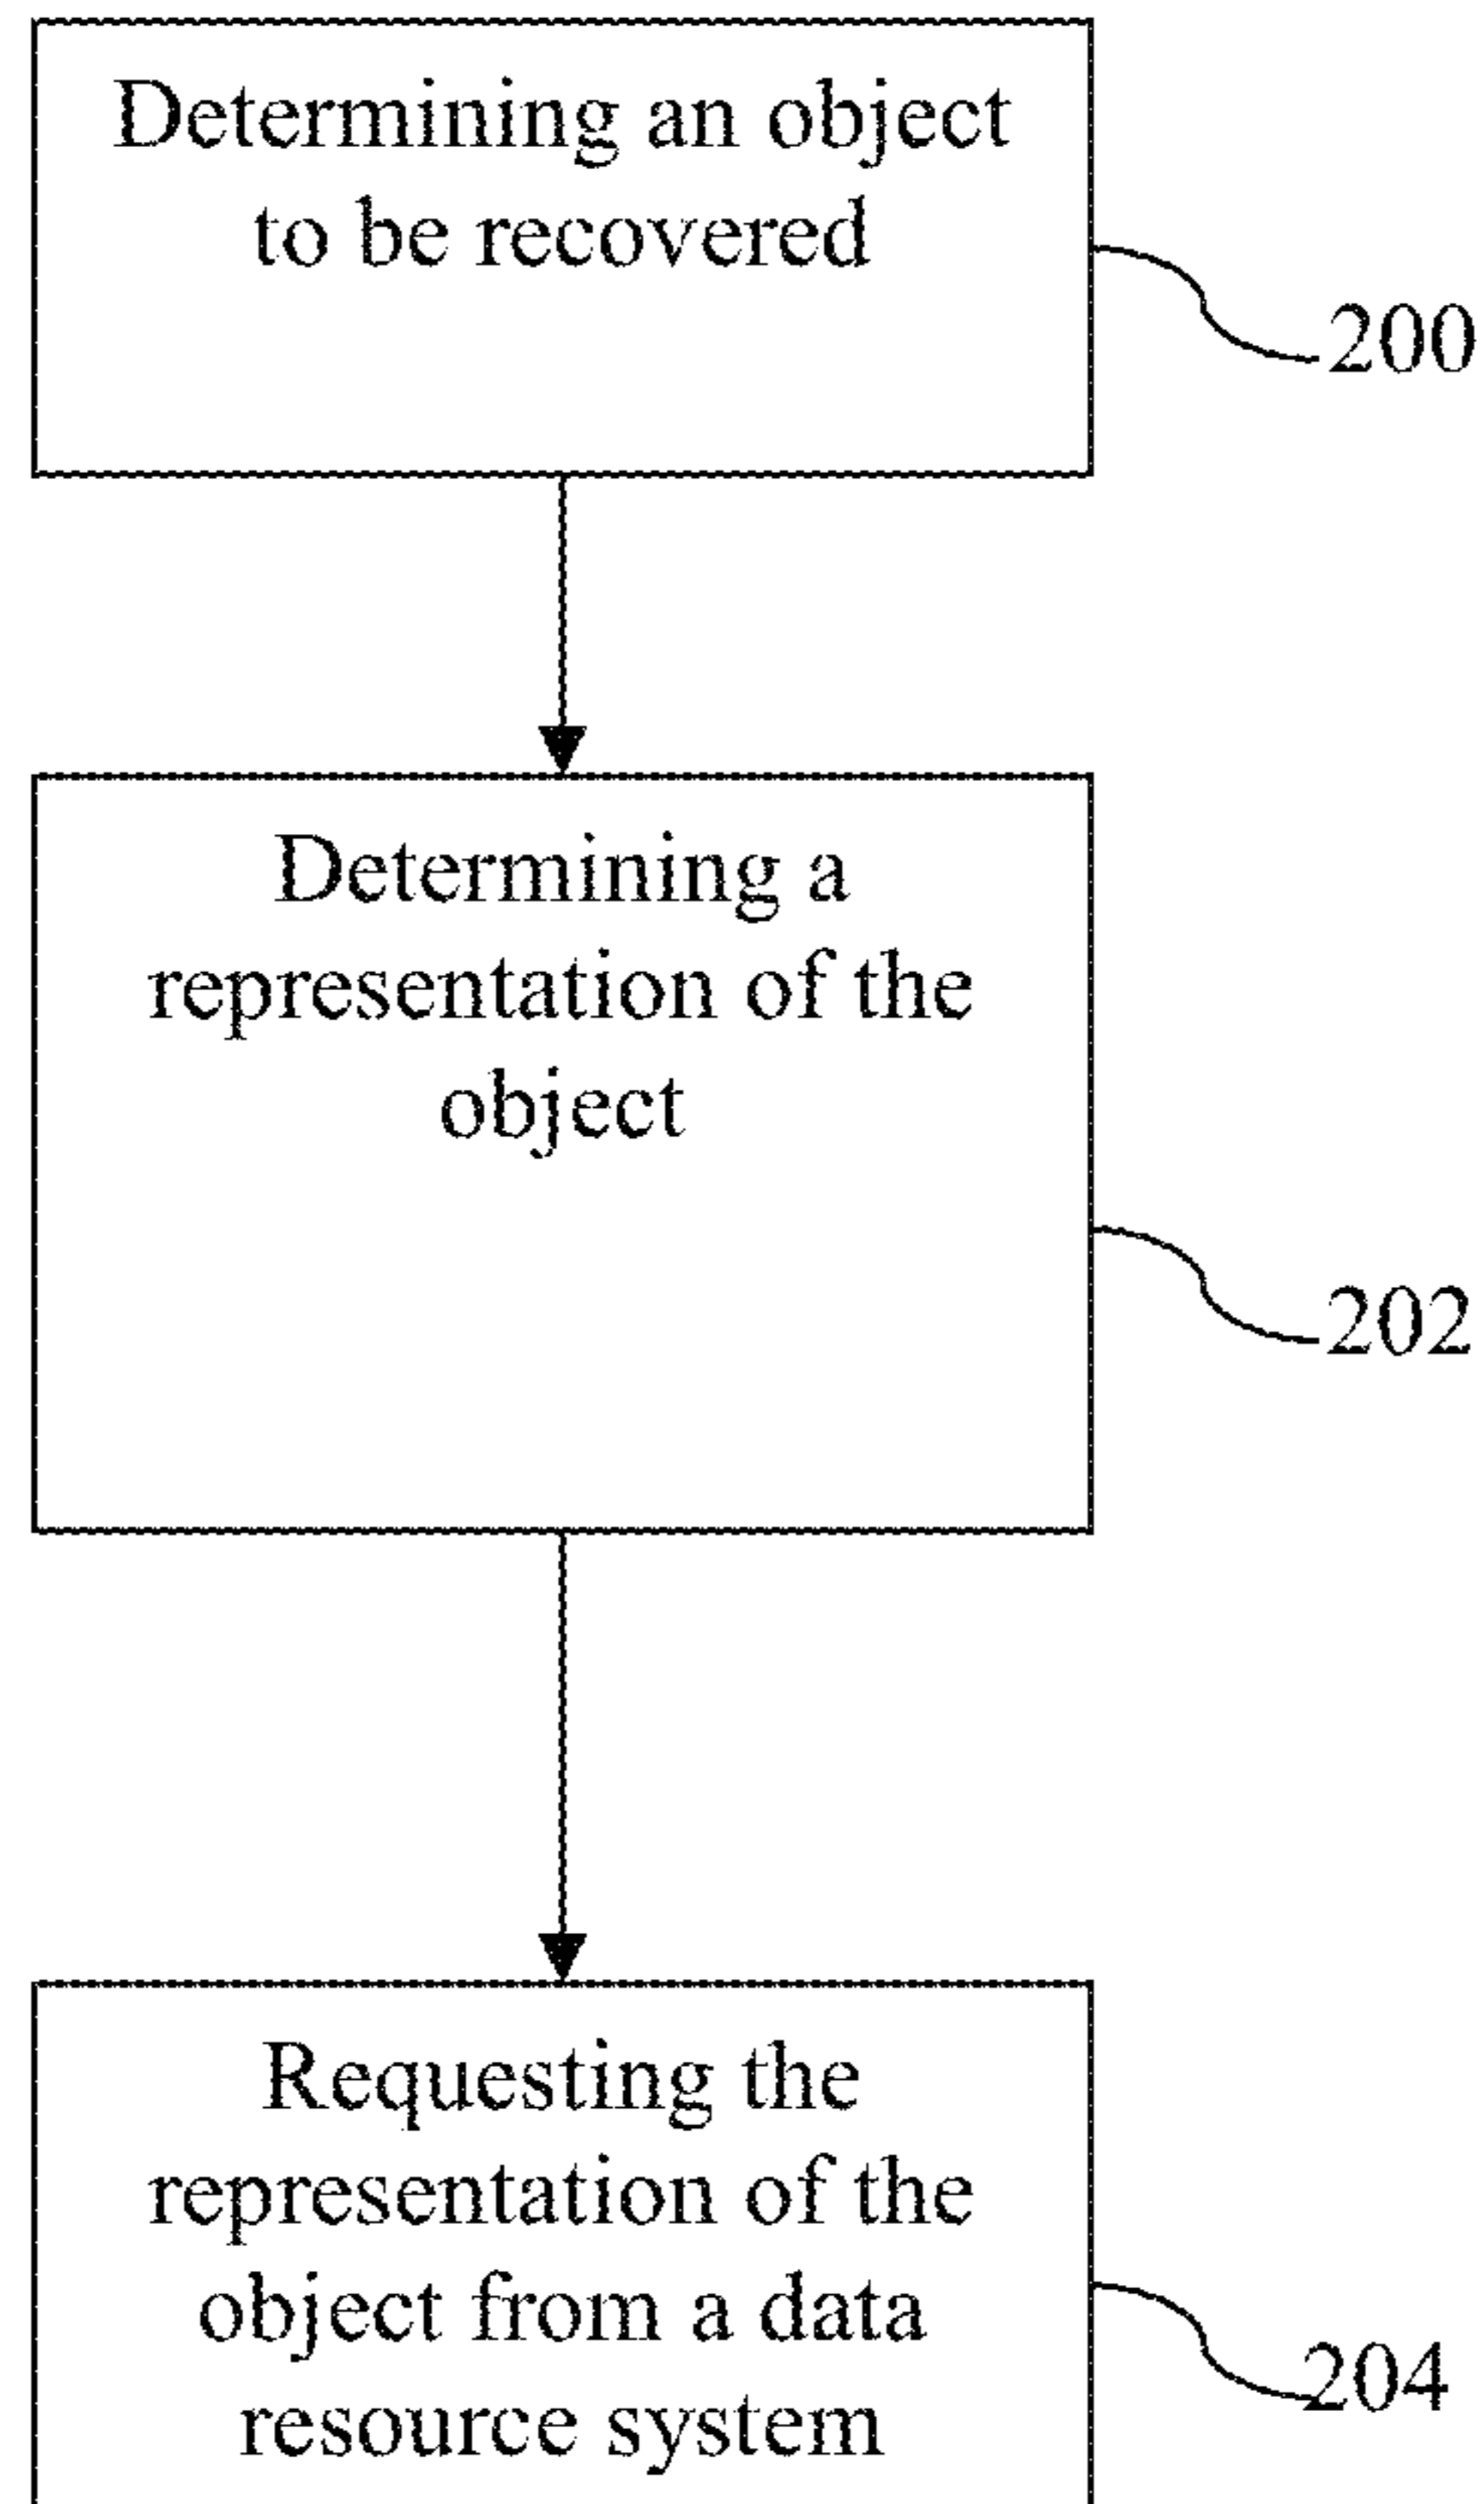 Determining an object
to be recovered
200
Determining a
representation of the
object
202
Requesting the
representation of the
object from a data
resource system
204